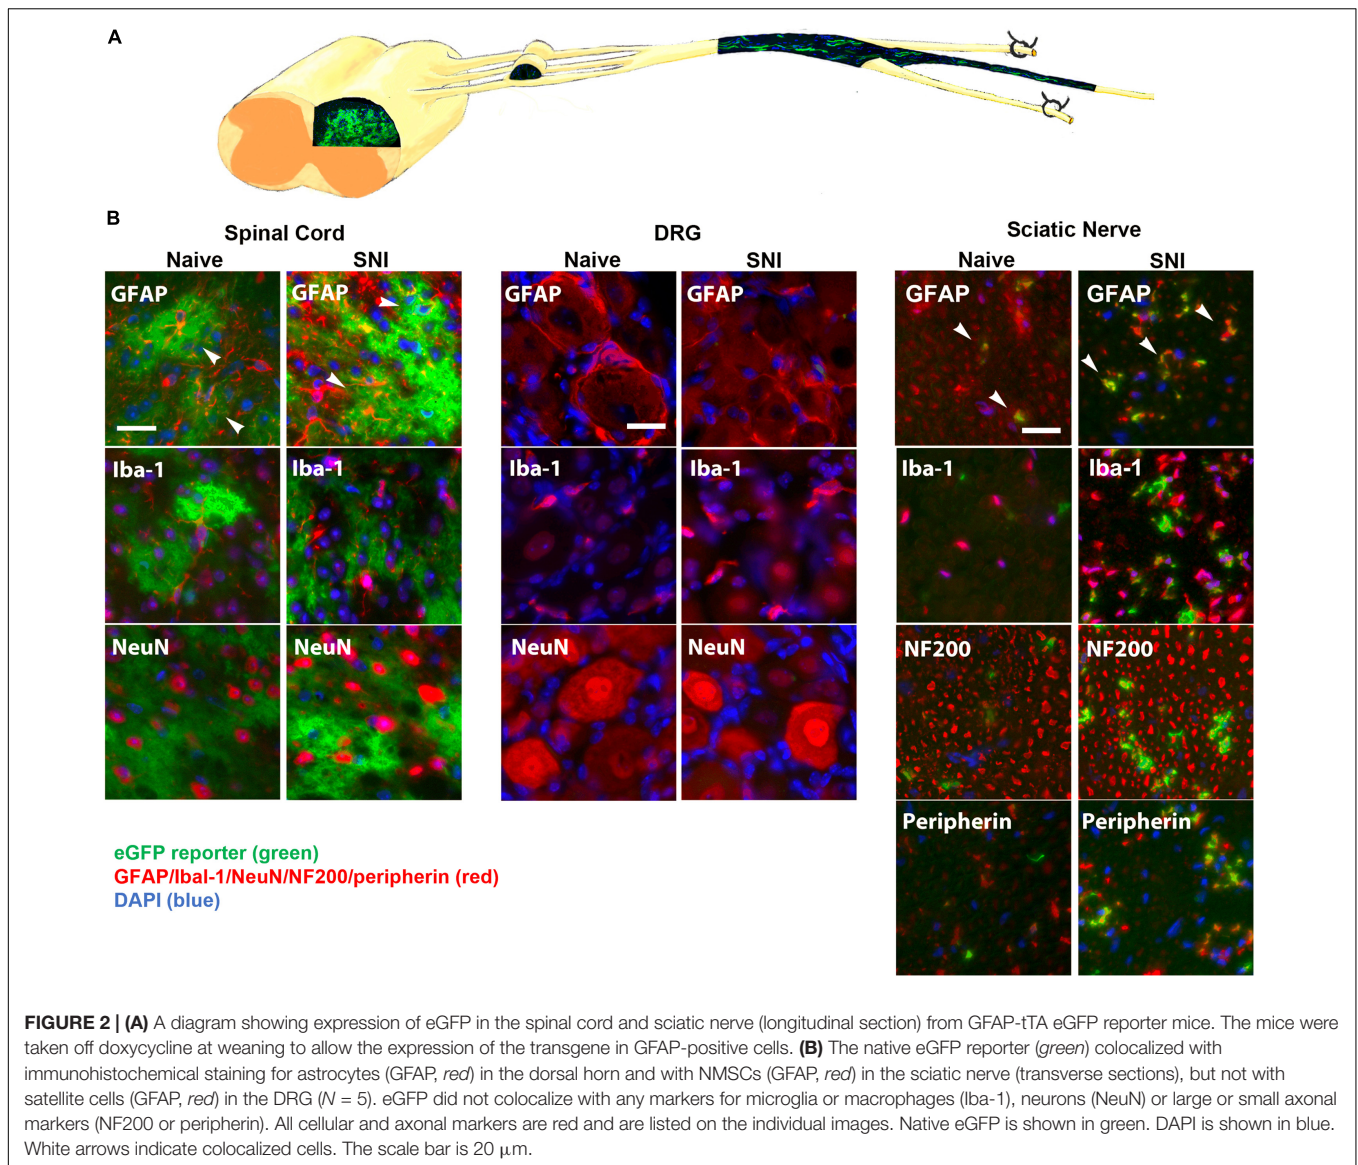 A
B
Spinal Cord
DRG
Sciatic Nerve
Naive
SNI
Naive
SNI
Naive
SNI
GFAP
GFAP
GFAP
GFAP
GFAP
GFAP
Iba-1
Iba-1
Iba-1
Iba-1
Iba-1
Iba-1
NeuN
NeuN
NeuN
NeuN
NF200
NF200
Peripherin
Peripherin
eGFP reporter (green)
GFAP/Ibal-1/NeuN/NF200/peripherin (red)
DAPI (blue)
FIGURE 2 | (A) A diagram showing expression of eGFP in the spinal cord and sciatic nerve (longitudinal section) from GFAP-tTA eGFP reporter mice. The mice were
taken off doxycycline at weaning to allow the expression of the transgene in GFAP-positive cells. (B) The native eGFP reporter (green) colocalized with
immunohistochemical staining for astrocytes (GFAP, red) in the dorsal horn and with NMSCs (GFAP, red) in the sciatic nerve (transverse sections), but not with
satellite cells (GFAP, red) in the DRG (N = 5). eGFP did not colocalize with any markers for microglia or macrophages (Iba-1), neurons (NeuN) or large or small axonal
markers (NF200 or peripherin). All cellular and axonal markers are red and are listed on the individual images. Native eGFP is shown in green. DAPI is shown in blue.
White arrows indicate colocalized cells. The scale bar is 20 μm.